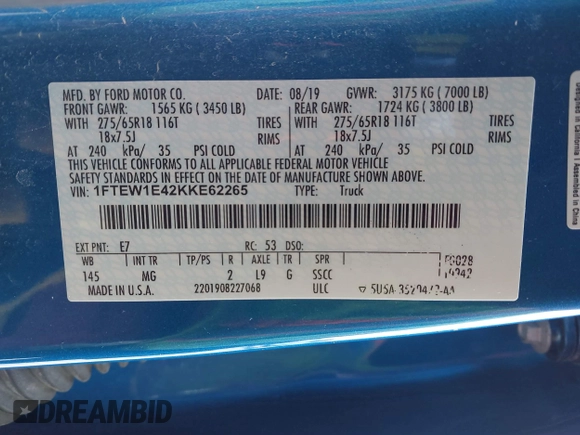 MFD. BY FORD MOTOR CO. DATE: 08/19 GVWR: 3175 KG ( 7000 LB)
FRONT GAWR: 1565 KG ( 3450 LB) REAR GAWR: 1724 KG ( 3800 LB)
WITH 275/65R18 116T TIRES WITH 275/65R18 116T TIRES
18x7.5J RIMS 18x7.5J RIMS
AT 240 kPa/ 35 PSI COLD AT 240 kPa/ 35 PSI COLD
THIS VEHICLE CONFORMS TO ALL APPLICABLE FEDERAL MOTOR VEHICLE
SAFETY STANDARDS IN EFFECT ON THE DATE OF MANUFACTURE SHOWN ABOVE.
VIN: 1FTEW1E42KKE62265 TYPE: Truck
EXT PNT: E7 RC: 53 DSO:
WB INT TR TP/PS R AXLE TR SPR
145 MG 2 L9 G SSCC
MADE IN U.S.A. 2201908227068 ULC
DREAMBID